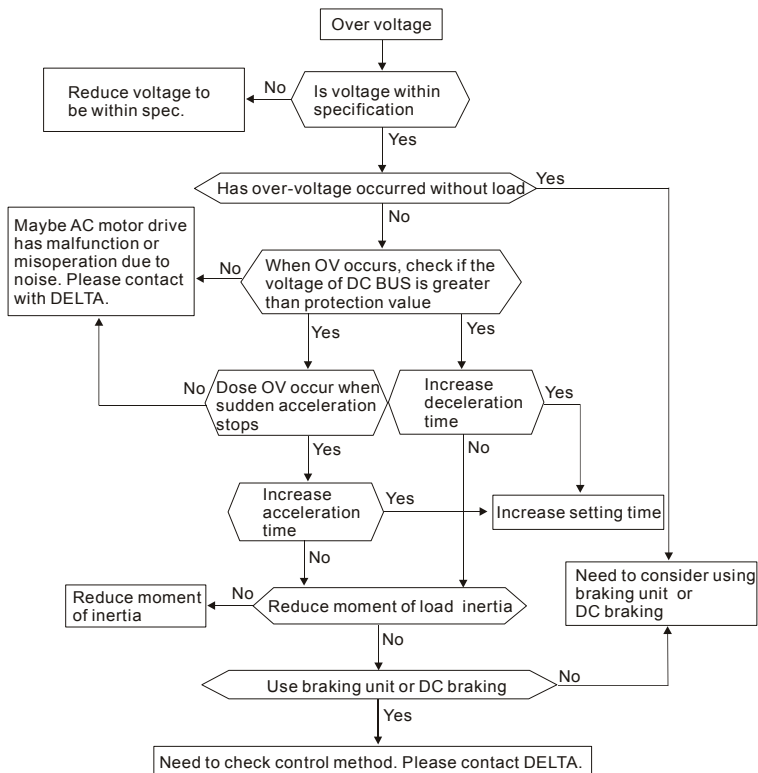 Over voltage
Reduce voltage to
be within spec.
No
Is voltage within
specification
Yes
Has over-voltage occurred without load
Yes
No
Maybe AC motor drive
has malfunction or
misoperation due to
noise. Please contact
with DELTA.
No
When OV occurs, check if the
voltage of DC BUS is greater
than protection value
Yes
Yes
No
Dose OV occur when
sudden acceleration
stops
Increase
deceleration
time
Yes
Yes
No
Increase
acceleration
time
Yes
Increase setting time
No
Need to consider using
braking unit or
DC braking
Reduce moment
of inertia
No
Reduce moment of load inertia
No
Use braking unit or DC braking
No
Yes
Need to check control method. Please contact DELTA.